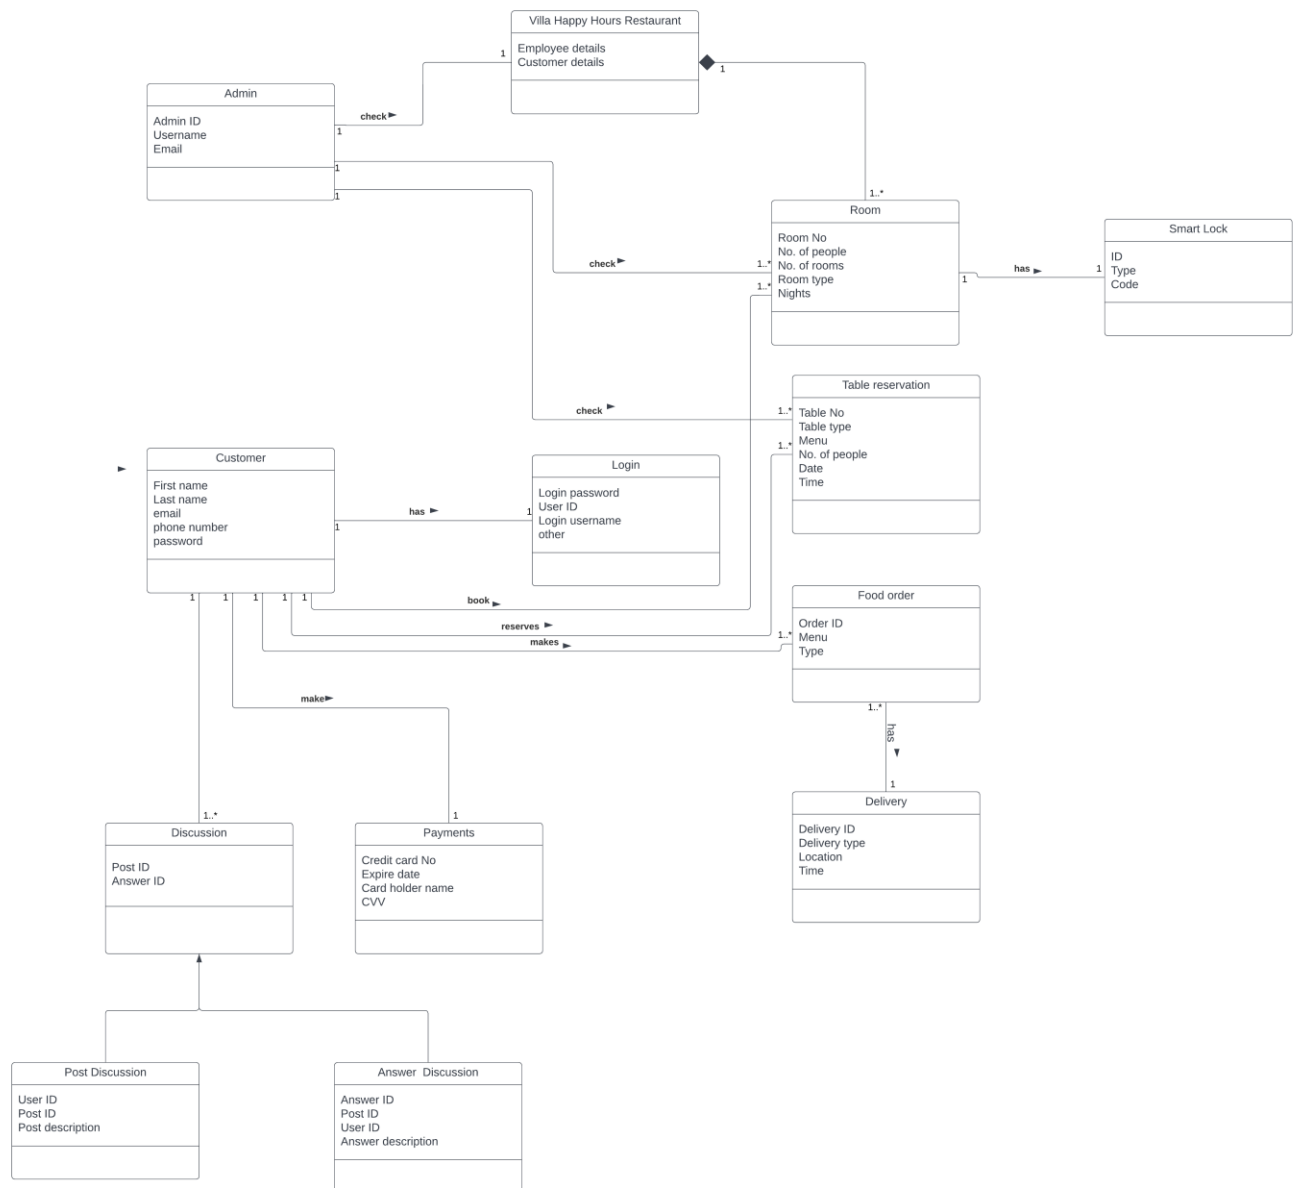 Villa Happy Hours Restaurant
Employee details
Customer details
1
1
Admin
Admin ID
Username
Email
check
1
1
1
1..*
Room
Room No
No. of people
No. of rooms
Room type
Nights
check
1..*
1..*
1
has
1
Smart Lock
ID
Type
Code
Table reservation
Table No
Table type
Menu
No. of people
Date
Time
check
1..*
1..*
Customer
First name
Last name
email
phone number
password
1
has
1
Login
Login password
User ID
Login username
other
1
1
1
1
1
book
reserves
makes
1..*
Food order
Order ID
Menu
Type
1..*
has
1
Delivery
Delivery ID
Delivery type
Location
Time
make
1..*
1
Discussion
Post ID
Answer ID
Payments
Credit card No
Expire date
Card holder name
CVV
Post Discussion
User ID
Post ID
Post description
Answer  Discussion
Answer ID
Post ID
User ID
Answer description